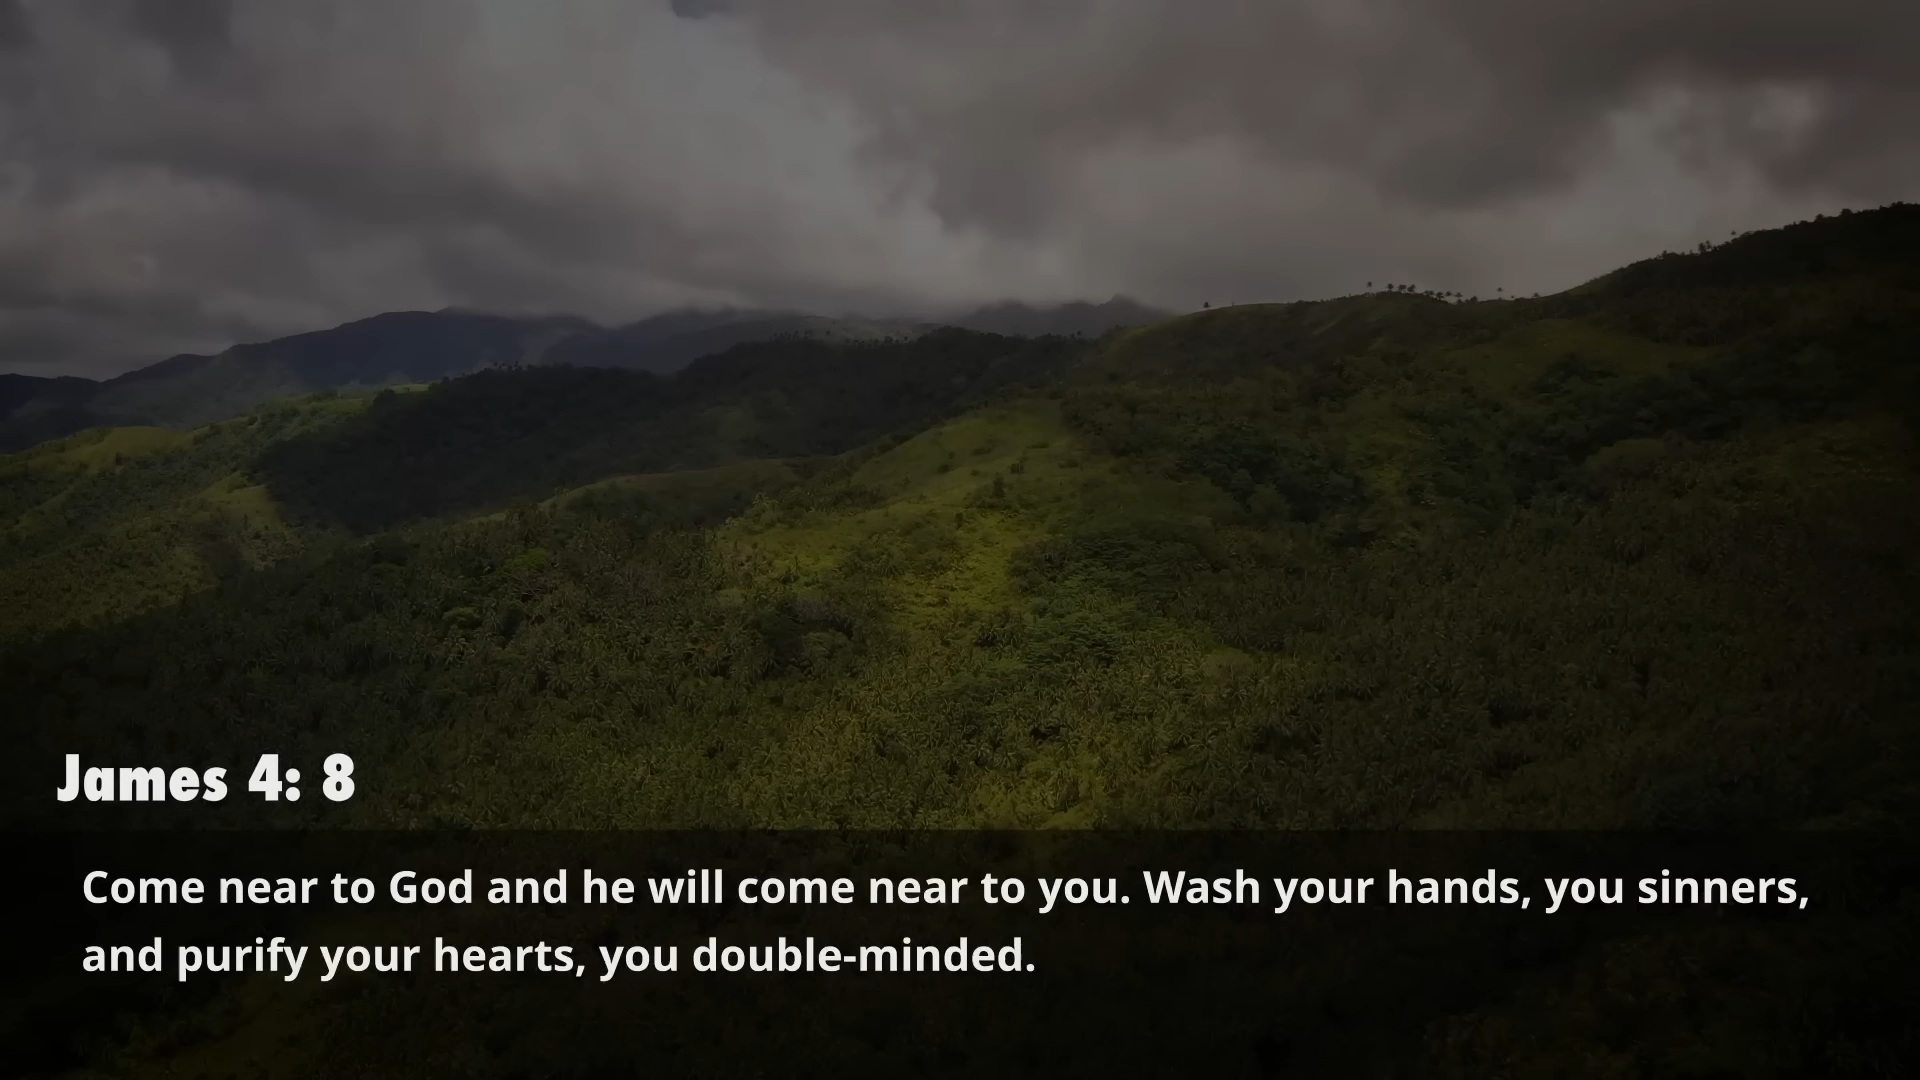 James 4: 8
Come near to God and he will come near to you. Wash your hands, you sinners,
and purify your hearts, you double-minded.